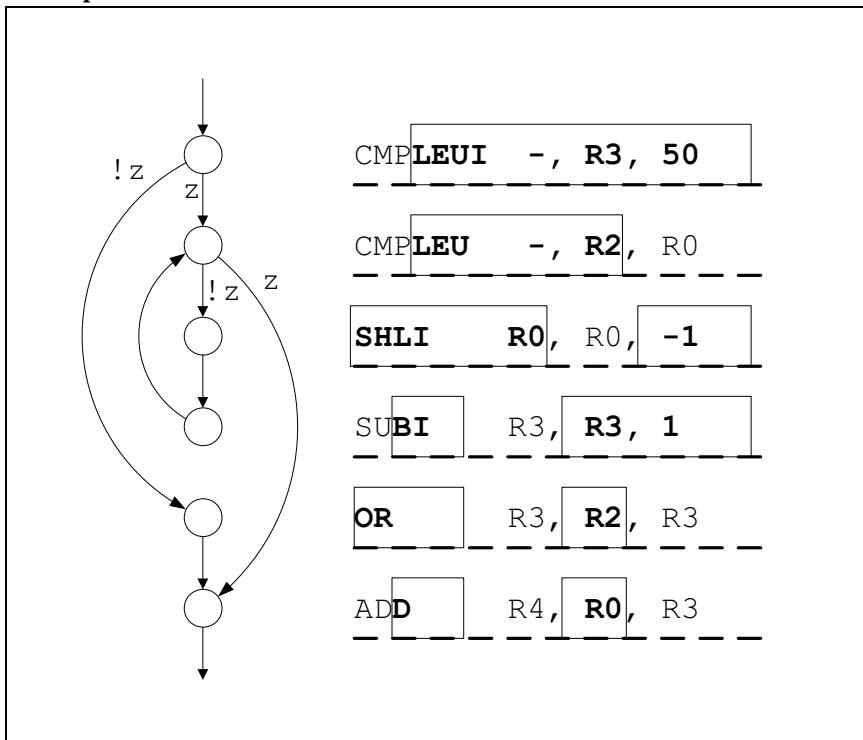 CMPLEUI -, R3, 50
!z
z
CMPLEU -, R2, R0
z
!z
SHLI R0, R0, -1
SUBI R3, R3, 1
OR R3, R2, R3
ADD R4, R0, R3